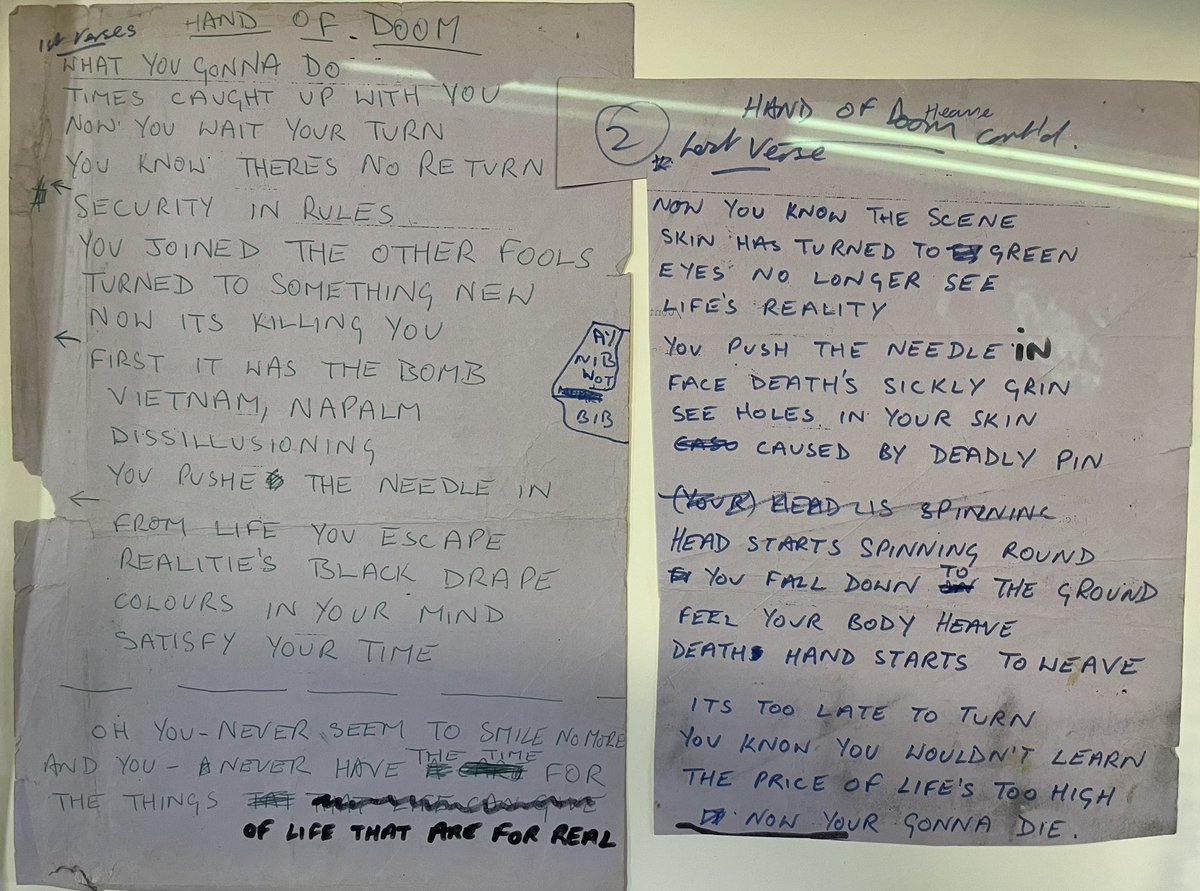 1st Verses
HAND OF DOOM
WHAT YOU GONNA DO
TIMES CAUGHT UP WITH YOU
NOW YOU WAIT YOUR TURN
YOU KNOW THERES NO RETURN
SECURITY IN RULES
YOU JOINED THE OTHER FOOLS
TURNED TO SOMETHING NEW
NOW ITS KILLING YOU
FIRST IT WAS THE BOMB
VIETNAM, NAPALM
DISSILLUSIONING
YOU PUSHE THE NEEDLE IN
FROM LIFE YOU ESCAPE
REALITIE'S BLACK DRAPE
COLOURS IN YOUR MIND
SATISFY YOUR TIME
OH YOU-NEVER SEEM TO SMILE NO MORE
AND YOU- NEVER HAVE THE TIME FOR
THE THINGS THAT LIFE CAN GIVE
OF LIFE THAT ARE FOR REAL
NIB
WOT
BIB
2
HAND OF DOOM cont'd.
Heave
Last Verse
NOW YOU KNOW THE SCENE
SKIN HAS TURNED TO GREEN
EYES NO LONGER SEE
LIFE'S REALITY
YOU PUSH THE NEEDLE IN
FACE DEATH'S SICKLY GRIN
SEE HOLES IN YOUR SKIN
CAUSED BY DEADLY PIN
(YOUR) HEAD IS SPINNING
HEAD STARTS SPINNING ROUND
YOU FALL DOWN TO THE GROUND
FEEL YOUR BODY HEAVE
DEATH HAND STARTS TO WEAVE
ITS TOO LATE TO TURN
YOU KNOW YOU WOULDN'T LEARN
THE PRICE OF LIFE'S TOO HIGH
NOW YOUR GONNA DIE.